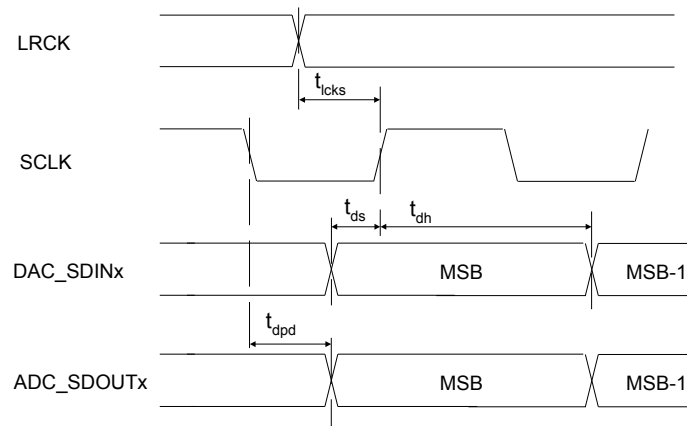 LRCK
t_lcks
SCLK
t_ds t_dh
DAC_SDINx MSB MSB-1
t_dpd
ADC_SDOUTx MSB MSB-1